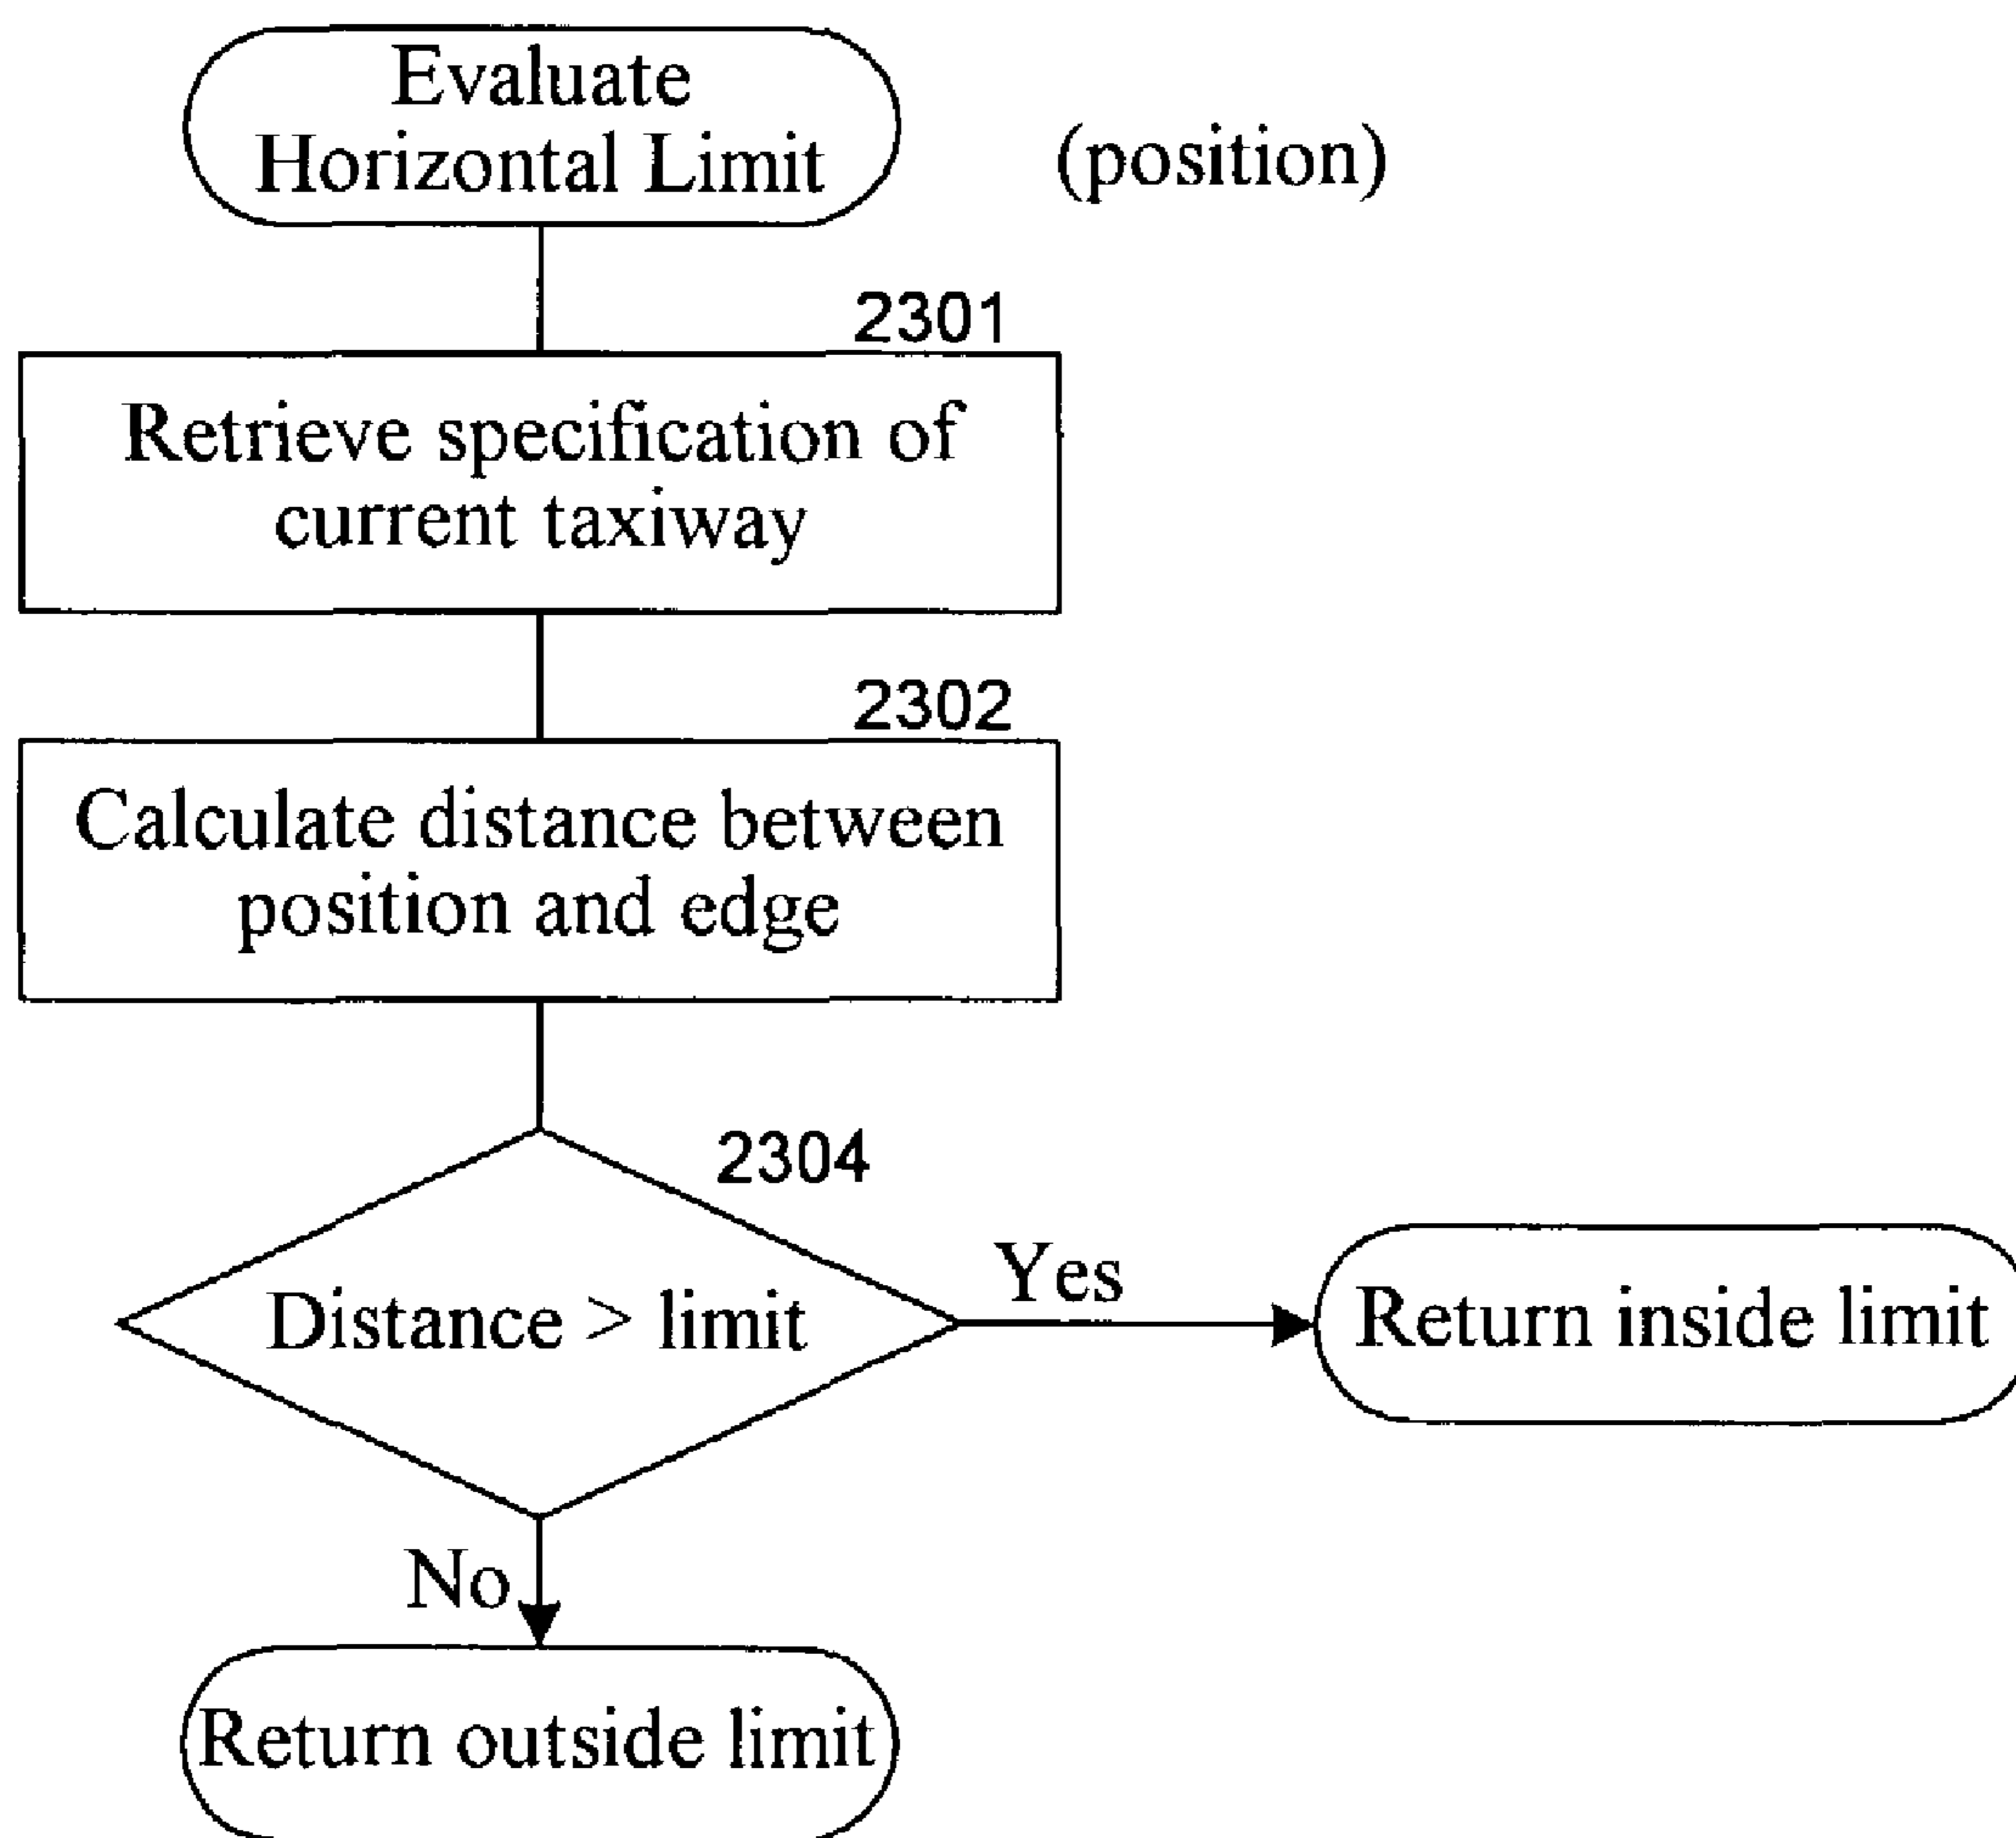 Evaluate
Horizontal Limit
(position)
2301
Retrieve specification of
current taxiway
2302
Calculate distance between
position and edge
2304
Distance > limit
Yes
Return inside limit
No
Return outside limit